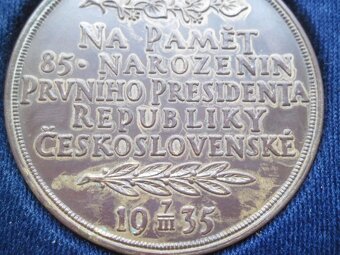 NA PAMĚT
85. NAROZENIN
PRVNÍHO PRESIDENTA
REPUBLIKY
ČESKOSLOVENSKÉ
19 7/III 35